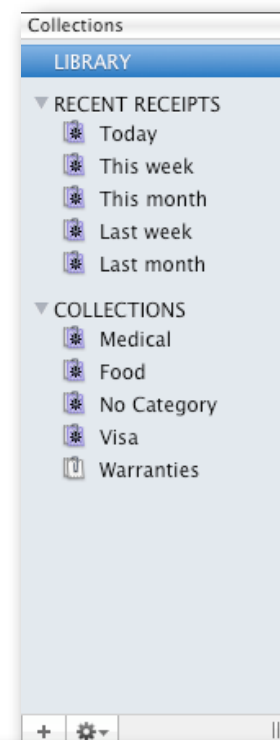 Collections
LIBRARY
RECENT RECEIPTS
Today
This week
This month
Last week
Last month
COLLECTIONS
Medical
Food
No Category
Visa
Warranties